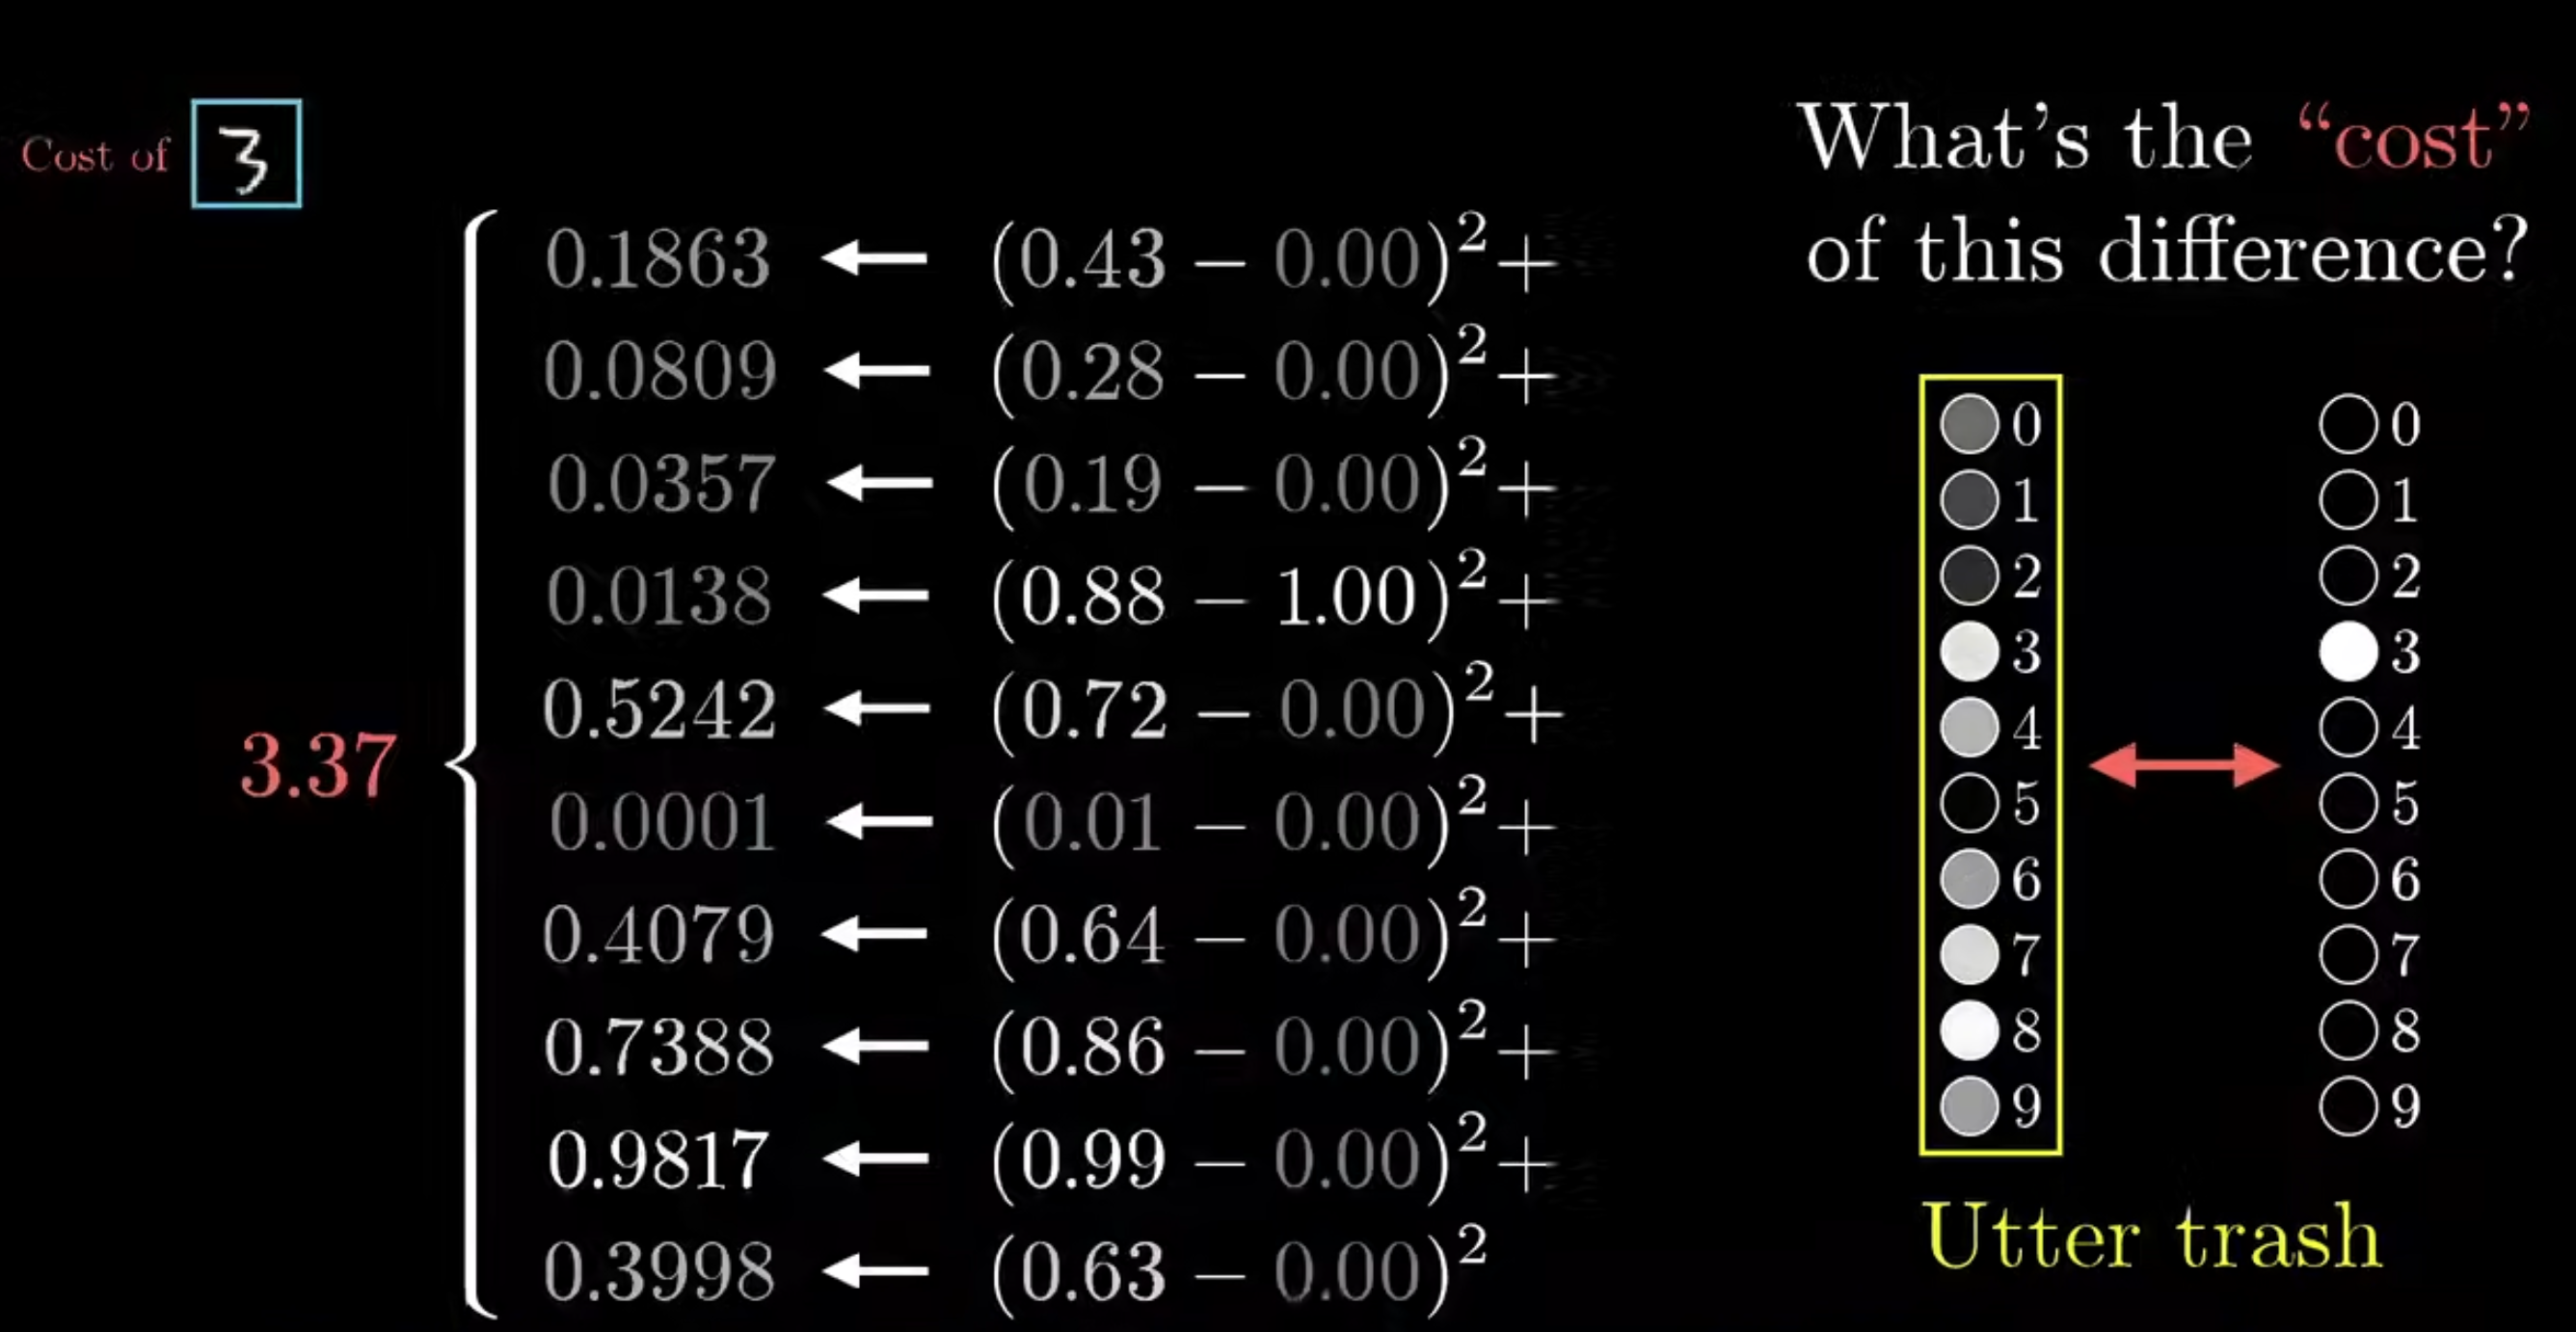 Cost of 3
What's the “cost”
of this difference?
3.37
0.1863 ← (0.43 − 0.00)² +
0.0809 ← (0.28 − 0.00)² +
0.0357 ← (0.19 − 0.00)² +
0.0138 ← (0.88 − 1.00)² +
0.5242 ← (0.72 − 0.00)² +
0.0001 ← (0.01 − 0.00)² +
0.4079 ← (0.64 − 0.00)² +
0.7388 ← (0.86 − 0.00)² +
0.9817 ← (0.99 − 0.00)² +
0.3998 ← (0.63 − 0.00)²
0 0
1 1
2 2
3 3
4 4
5 5
6 6
7 7
8 8
9 9
Utter trash